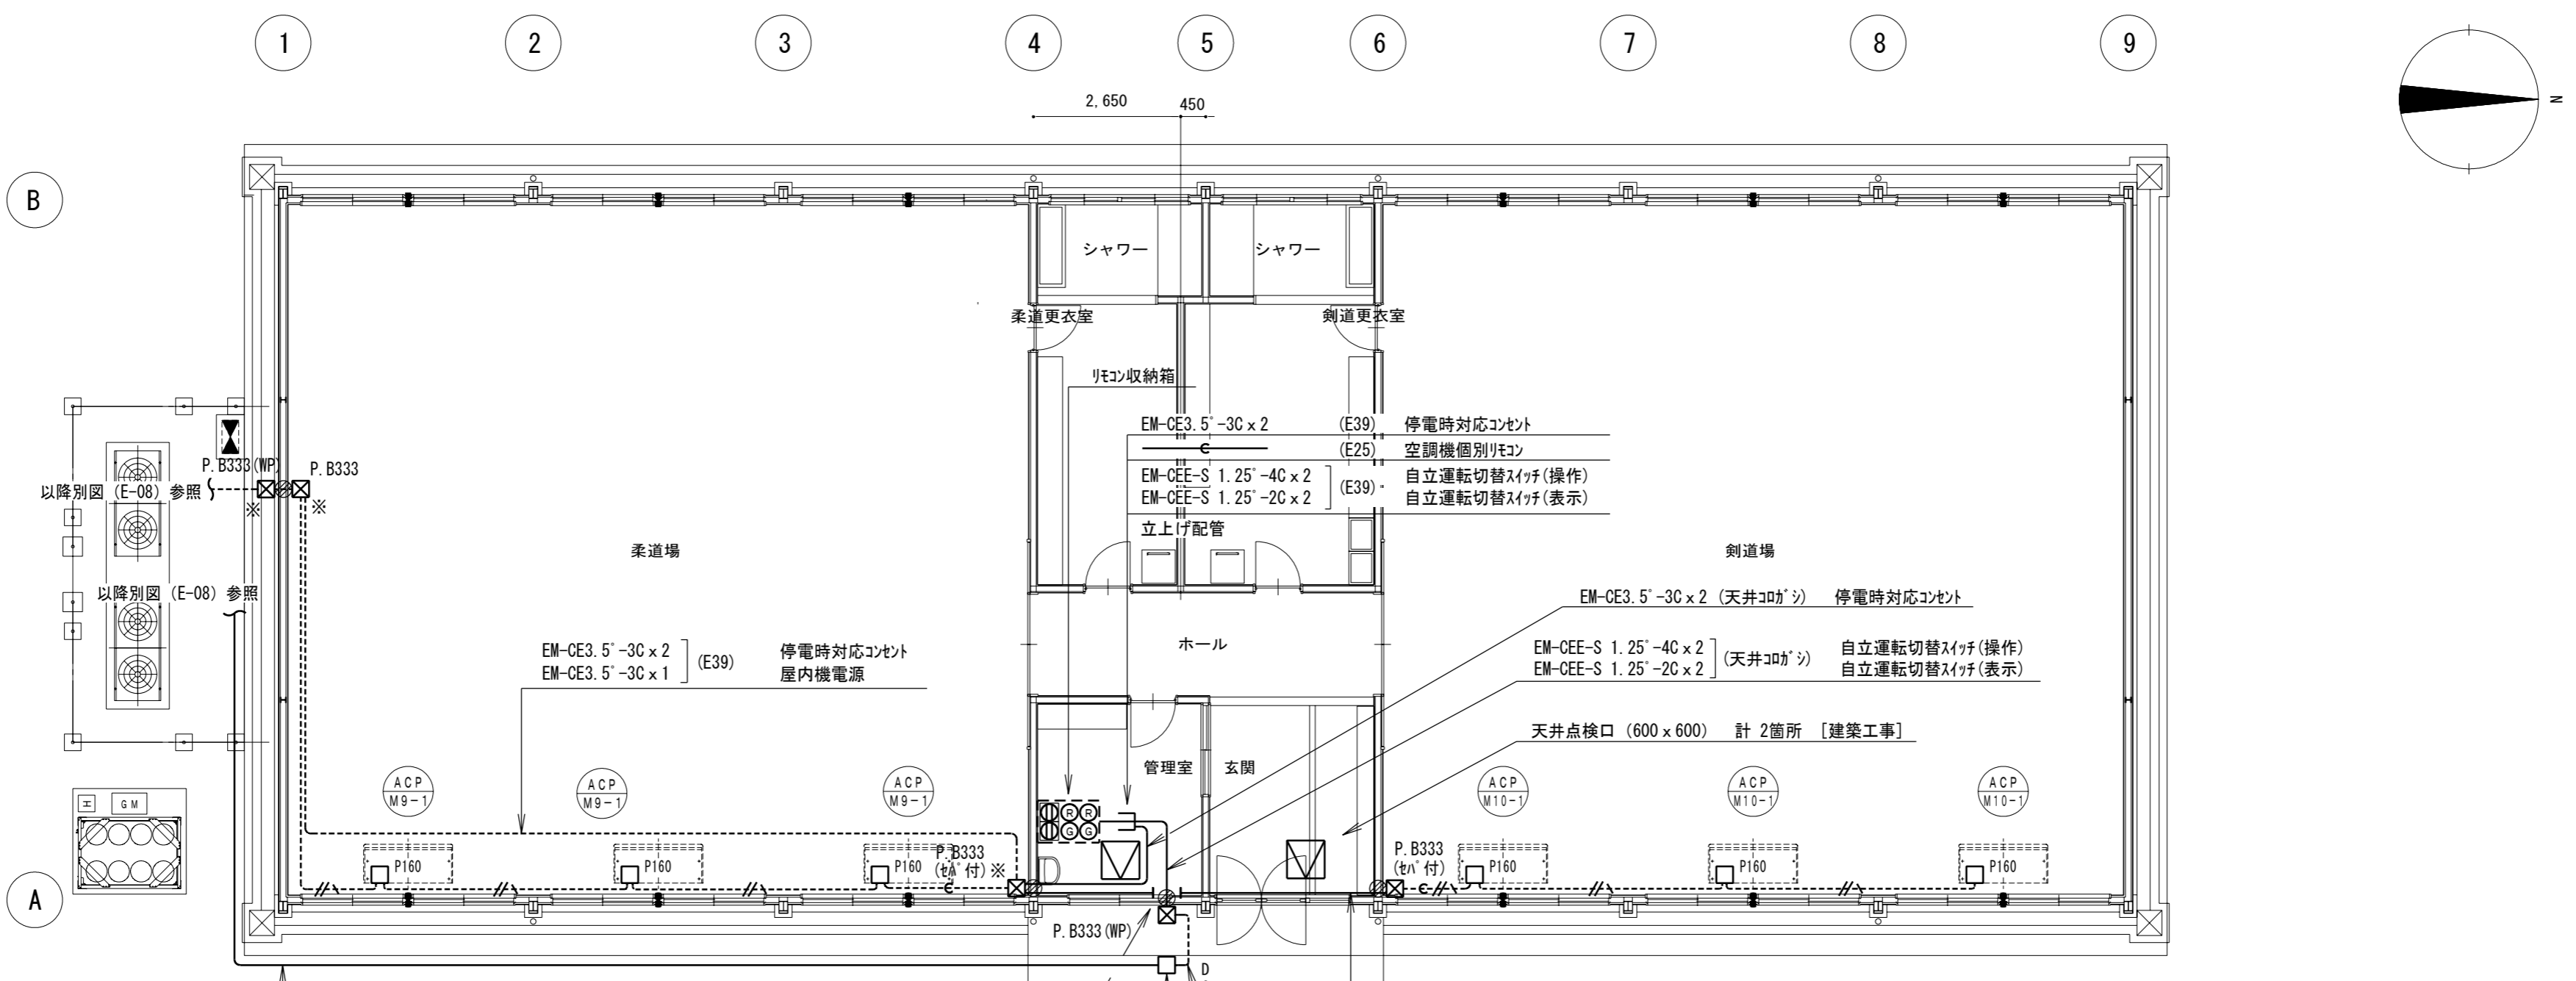 1 2 3 4 5 6 7 8 9
N
2,650 450
B
シャワー シャワー
柔道更衣室 剣道更衣室
リモコン収納箱
EM-CE3.5°-3C x 2 (E39) 停電時対応コンセント
C (E25) 空調機個別リモコン
EM-CEE-S 1.25°-4C x 2 自立運転切替スイッチ(操作)
(E39)
EM-CEE-S 1.25°-2C x 2 自立運転切替スイッチ(表示)
立上げ配管
P.B333(WP) P.B333
以降別図 (E-08) 参照
※ ※
柔道場
剣道場
以降別図 (E-08) 参照
EM-CE3.5°-3C x 2 (天井コロガシ) 停電時対応コンセント
ホール
EM-CE3.5°-3C x 2 停電時対応コンセント
(E39)
EM-CE3.5°-3C x 1 屋内機電源
EM-CEE-S 1.25°-4C x 2 自立運転切替スイッチ(操作)
(天井コロガシ)
EM-CEE-S 1.25°-2C x 2 自立運転切替スイッチ(表示)
天井点検口 (600 x 600) 計 2箇所 [建築工事]
管理室 玄関
ACP M9-1
ACP M9-1
ACP M9-1
ACP M10-1
ACP M10-1
ACP M10-1
H GM
R R
G G
P160 P160 P160
P.B333
(セパ付) ※
C
P.B333
(セパ付)
C
P160 P160 P160
A
P.B333(WP)
D